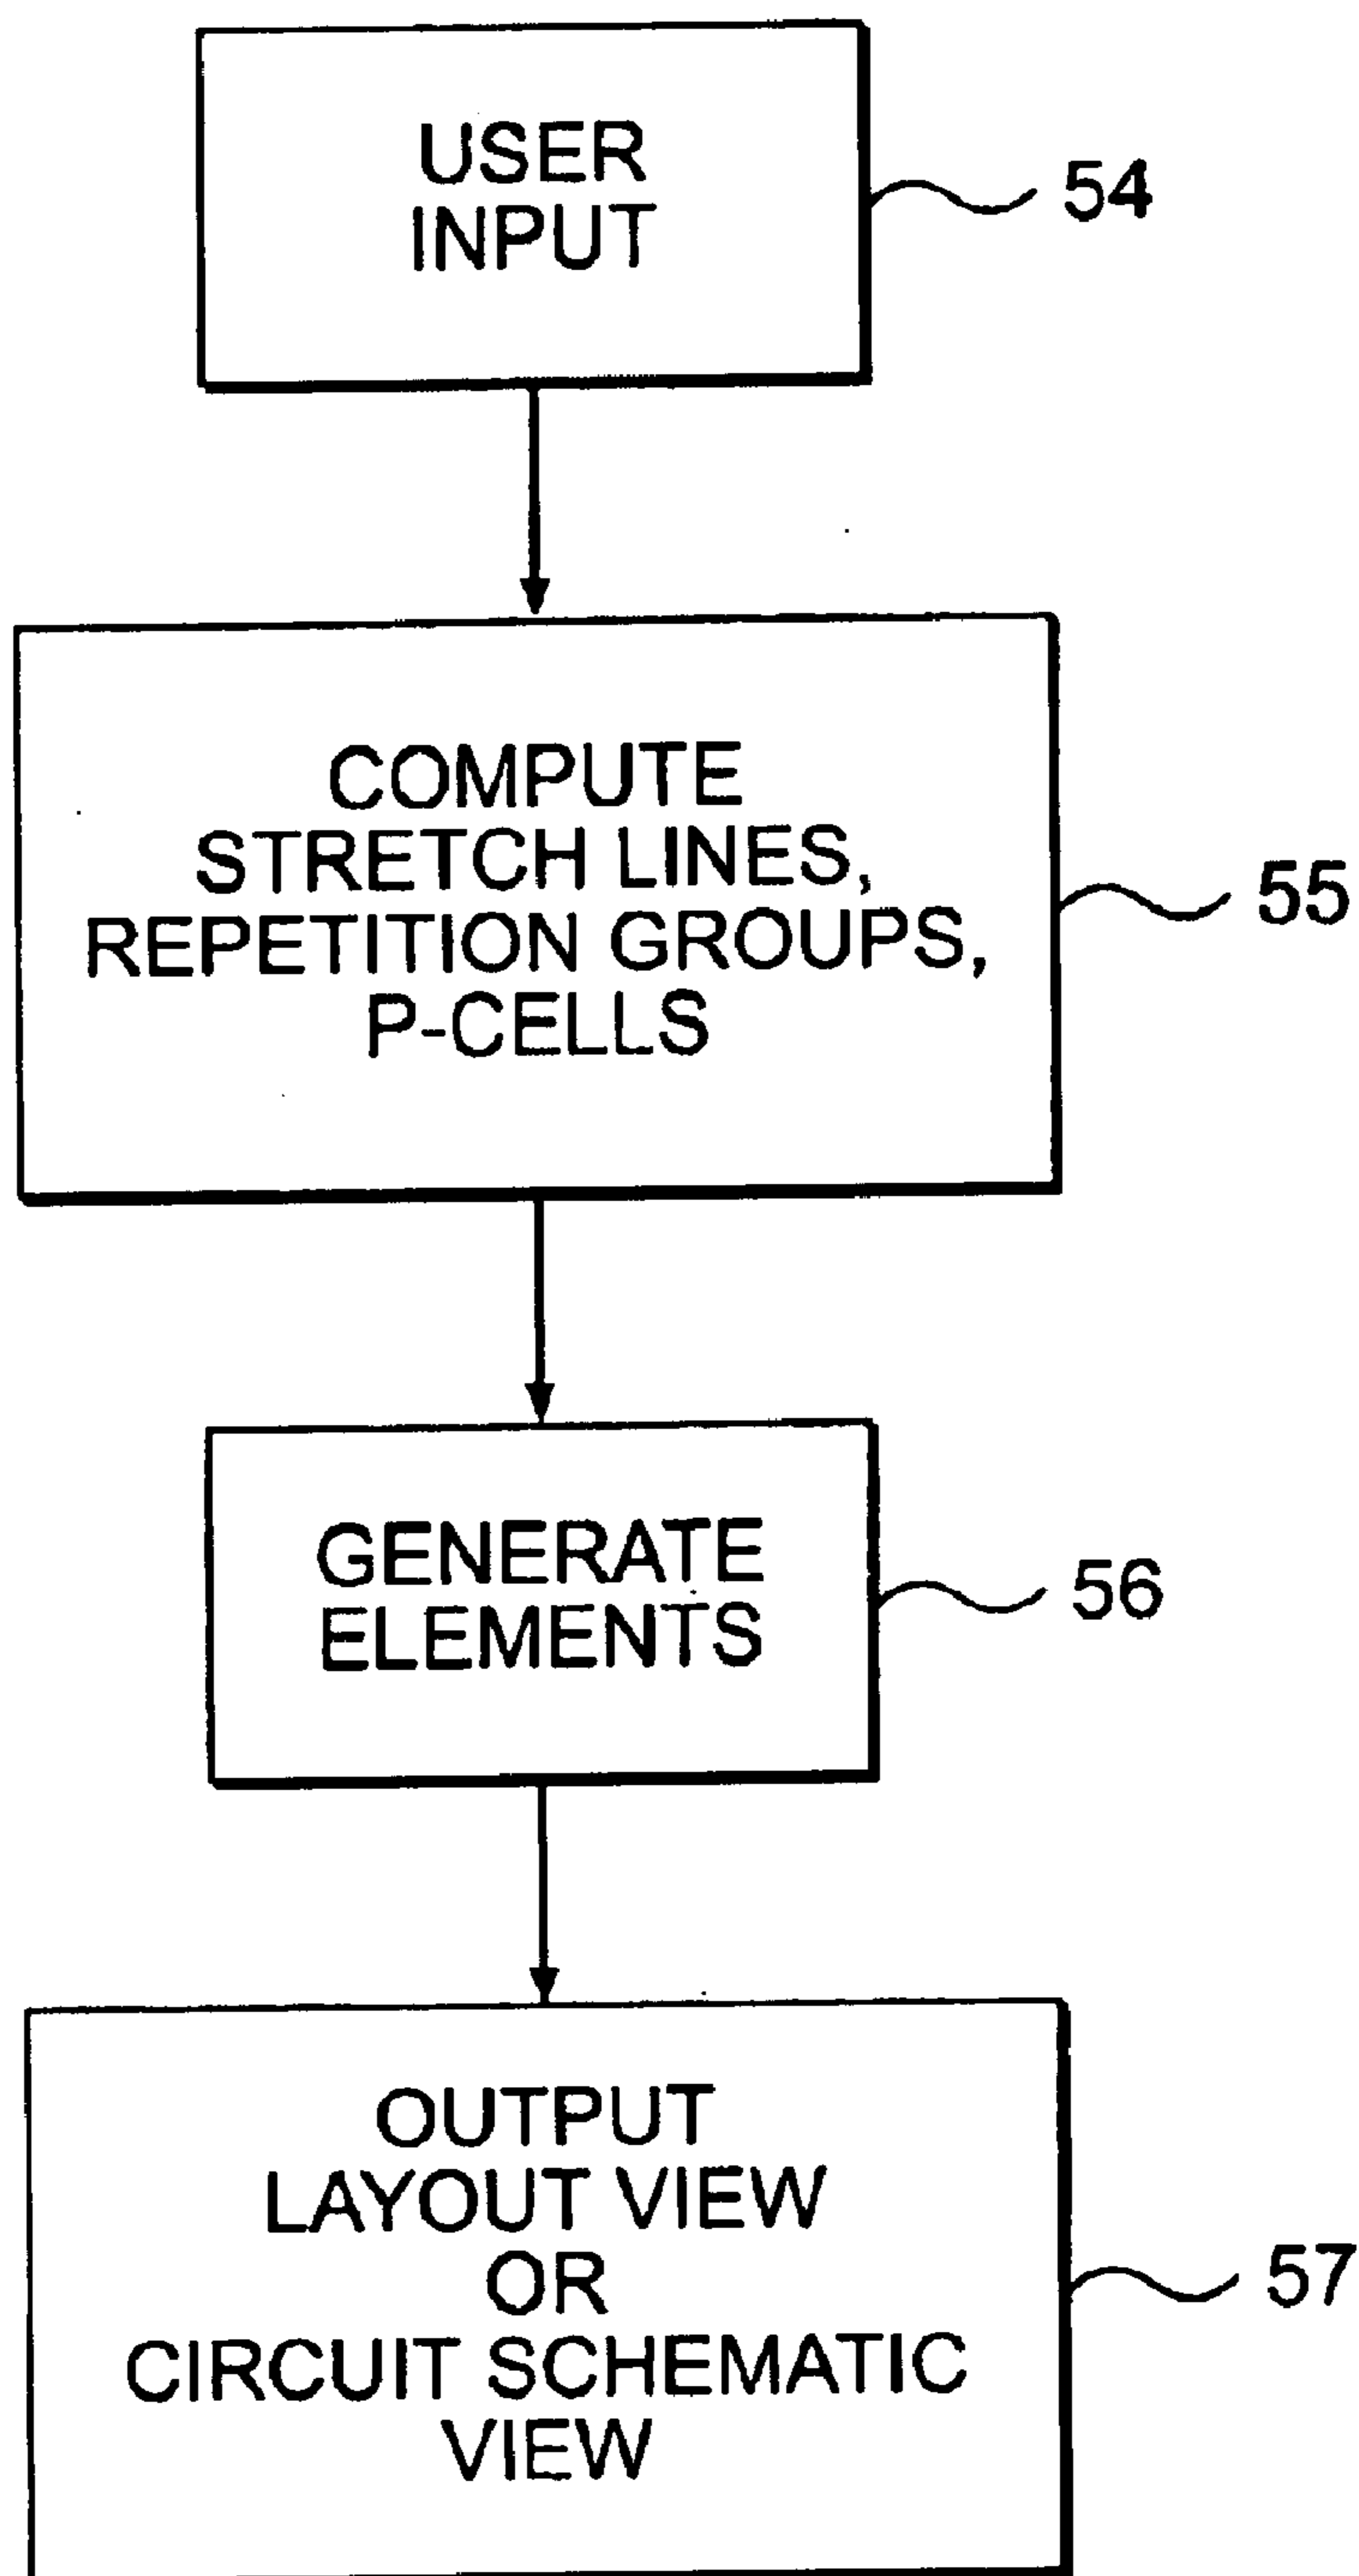 USER
INPUT
54
COMPUTE
STRETCH LINES,
REPETITION GROUPS,
P-CELLS
55
GENERATE
ELEMENTS
56
OUTPUT
LAYOUT VIEW
OR
CIRCUIT SCHEMATIC
VIEW
57